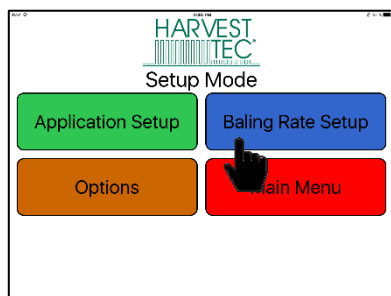 HARVEST
TEC
Setup Mode
Application Setup
Baling Rate Setup
Options
Main Menu